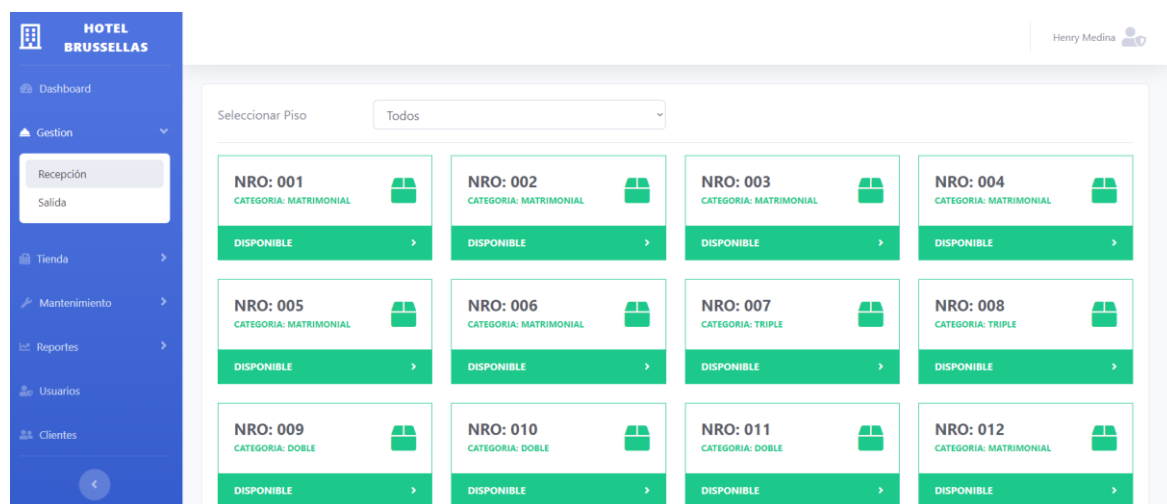 HOTEL
BRUSSELLAS
Henry Medina
Dashboard
Gestion
Recepción
Salida
Tienda
Mantenimiento
Reportes
Usuarios
Clientes
Seleccionar Piso
Todos
NRO: 001
CATEGORIA: MATRIMONIAL
DISPONIBLE
NRO: 002
CATEGORIA: MATRIMONIAL
DISPONIBLE
NRO: 003
CATEGORIA: MATRIMONIAL
DISPONIBLE
NRO: 004
CATEGORIA: MATRIMONIAL
DISPONIBLE
NRO: 005
CATEGORIA: MATRIMONIAL
DISPONIBLE
NRO: 006
CATEGORIA: MATRIMONIAL
DISPONIBLE
NRO: 007
CATEGORIA: TRIPLE
DISPONIBLE
NRO: 008
CATEGORIA: TRIPLE
DISPONIBLE
NRO: 009
CATEGORIA: DOBLE
DISPONIBLE
NRO: 010
CATEGORIA: DOBLE
DISPONIBLE
NRO: 011
CATEGORIA: DOBLE
DISPONIBLE
NRO: 012
CATEGORIA: MATRIMONIAL
DISPONIBLE